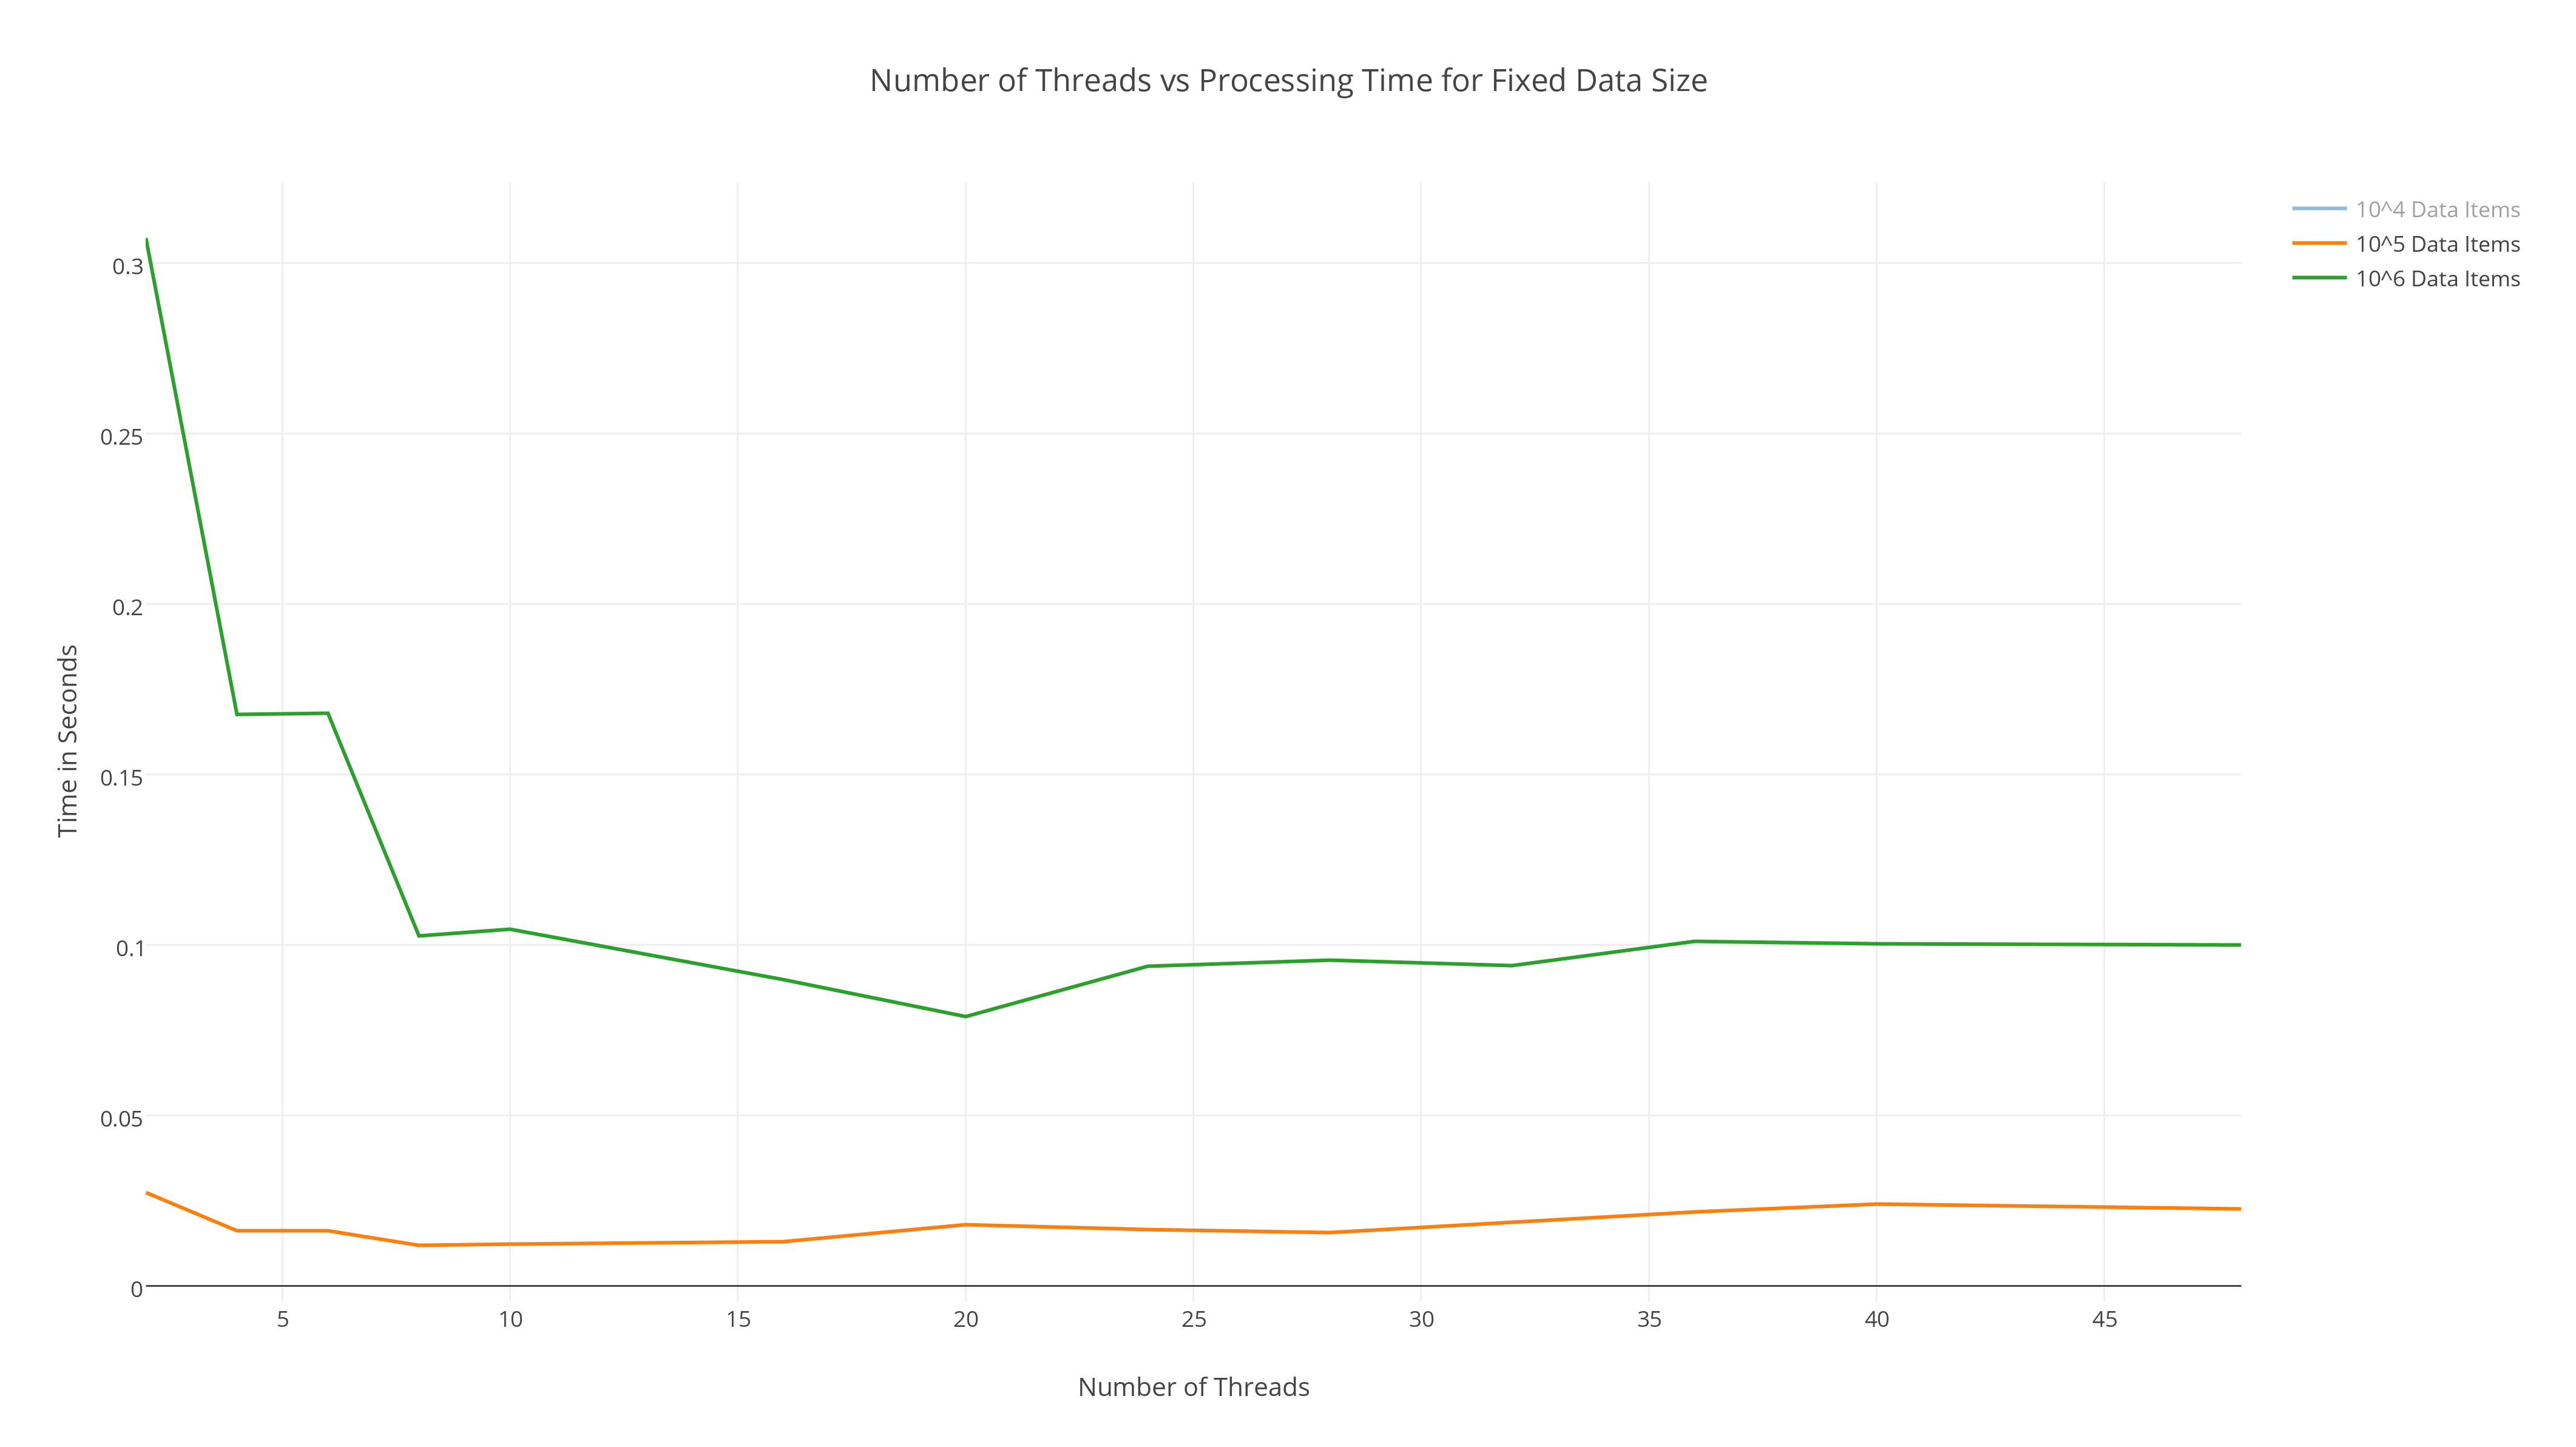 Number of Threads vs Processing Time for Fixed Data Size
10^4 Data Items
10^5 Data Items
10^6 Data Items
Time in Seconds
0.3
0.25
0.2
0.15
0.1
0.05
0
5
10
15
20
25
30
35
40
45
Number of Threads